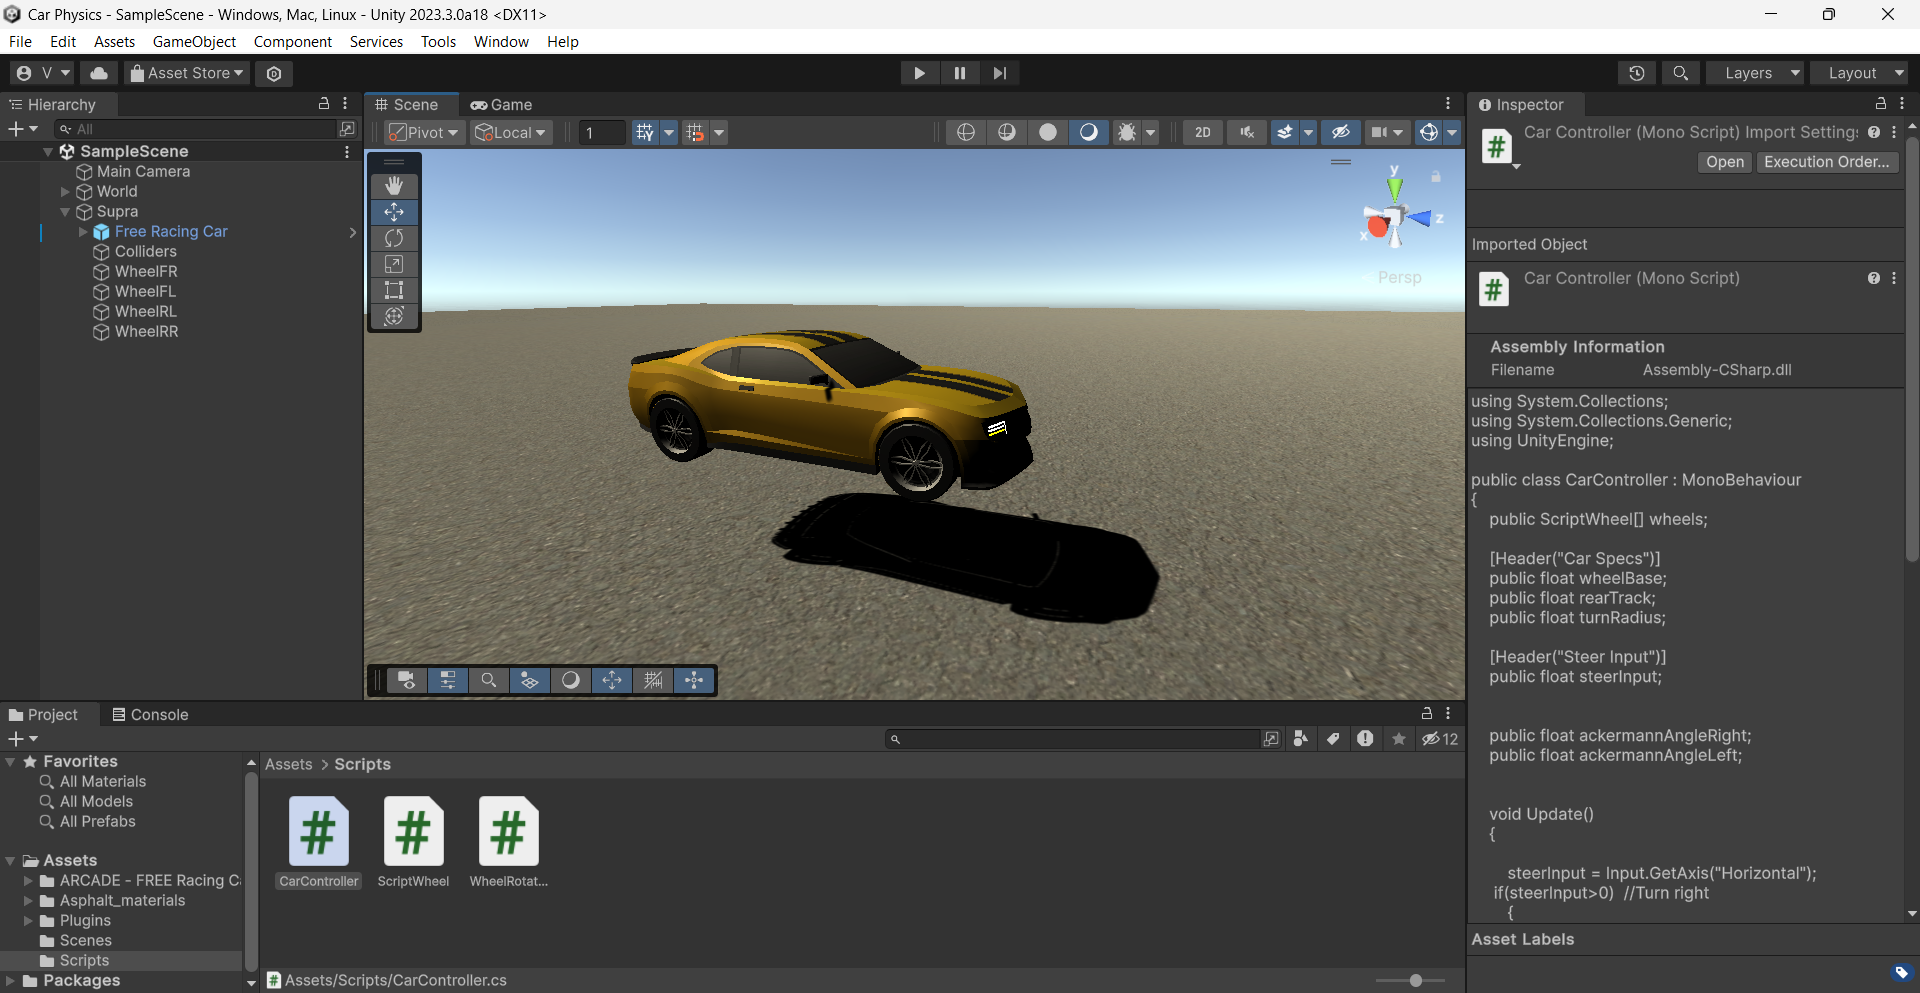 Car Physics - SampleScene - Windows, Mac, Linux - Unity 2023.3.0a18 <DX11>
File Edit Assets GameObject Component Services Tools Window Help
V Asset Store Layers Layout
Hierarchy
All
SampleScene
Main Camera
World
Supra
Free Racing Car
Colliders
WheelFR
WheelFL
WheelRL
WheelRR
Scene Game
Pivot Local 1 2D
y
z
x
Persp
Inspector
Car Controller (Mono Script) Import Setting
Open Execution Order...
Imported Object
Car Controller (Mono Script)
Assembly Information
Filename Assembly-CSharp.dll
using System.Collections;
using System.Collections.Generic;
using UnityEngine;
public class CarController : MonoBehaviour
{
public ScriptWheel[] wheels;
[Header("Car Specs")]
public float wheelBase;
public float rearTrack;
public float turnRadius;
[Header("Steer Input")]
public float steerInput;
public float ackermannAngleRight;
public float ackermannAngleLeft;
void Update()
{
steerInput = Input.GetAxis("Horizontal");
if(steerInput>0) //Turn right
{
Asset Labels
Project Console
12
Favorites
All Materials
All Models
All Prefabs
Assets
ARCADE - FREE Racing C
Asphalt_materials
Plugins
Scenes
Scripts
Packages
Assets > Scripts
CarController ScriptWheel WheelRotat...
Assets/Scripts/CarController.cs